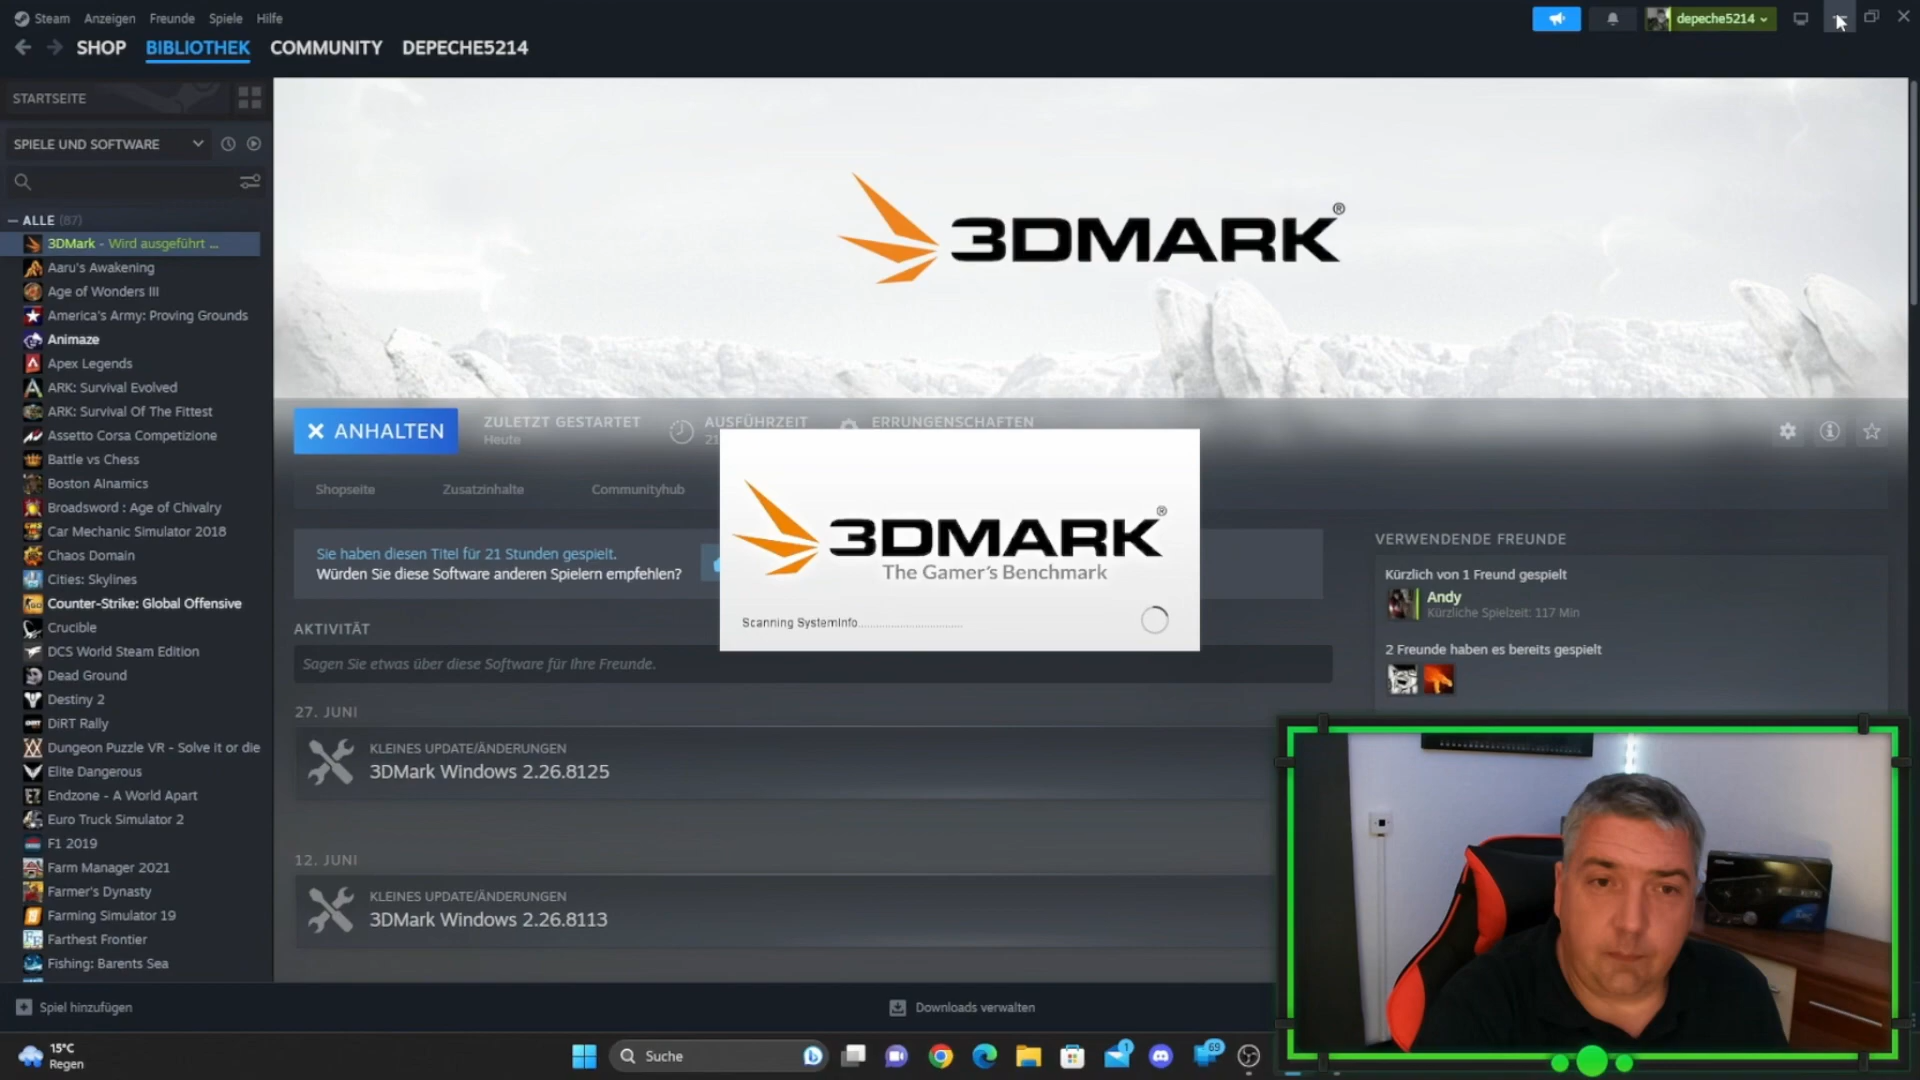 Steam Anzeigen Freunde Spiele Hilfe
depeche5214
SHOP BIBLIOTHEK COMMUNITY DEPECHE5214
STARTSEITE
SPIELE UND SOFTWARE
ALLE (87)
3DMark - Wird ausgeführt ...
Aaru's Awakening
Age of Wonders III
America's Army: Proving Grounds
Animaze
Apex Legends
ARK: Survival Evolved
ARK: Survival Of The Fittest
Assetto Corsa Competizione
Battle vs Chess
Boston Alnamics
Broadsword : Age of Chivalry
Car Mechanic Simulator 2018
Chaos Domain
Cities: Skylines
Counter-Strike: Global Offensive
Crucible
DCS World Steam Edition
Dead Ground
Destiny 2
DiRT Rally
Dungeon Puzzle VR - Solve it or die
Elite Dangerous
Endzone - A World Apart
Euro Truck Simulator 2
F1 2019
Farm Manager 2021
Farmer's Dynasty
Farming Simulator 19
Farthest Frontier
Fishing: Barents Sea
Spiel hinzufügen
3DMARK®
ANHALTEN
ZULETZT GESTARTET
Heute
AUSFÜHRZEIT
21
ERRUNGENSCHAFTEN
Shopseite Zusatzinhalte Communityhub
Sie haben diesen Titel für 21 Stunden gespielt.
Würden Sie diese Software anderen Spielern empfehlen?
3DMARK®
The Gamer's Benchmark
Scanning SystemInfo................................
AKTIVITÄT
Sagen Sie etwas über diese Software für Ihre Freunde.
27. JUNI
KLEINES UPDATE/ÄNDERUNGEN
3DMark Windows 2.26.8125
12. JUNI
KLEINES UPDATE/ÄNDERUNGEN
3DMark Windows 2.26.8113
VERWENDENDE FREUNDE
Kürzlich von 1 Freund gespielt
Andy
Kürzliche Spielzeit: 117 Min
2 Freunde haben es bereits gespielt
Downloads verwalten
15°C
Regen
Suche
1
69